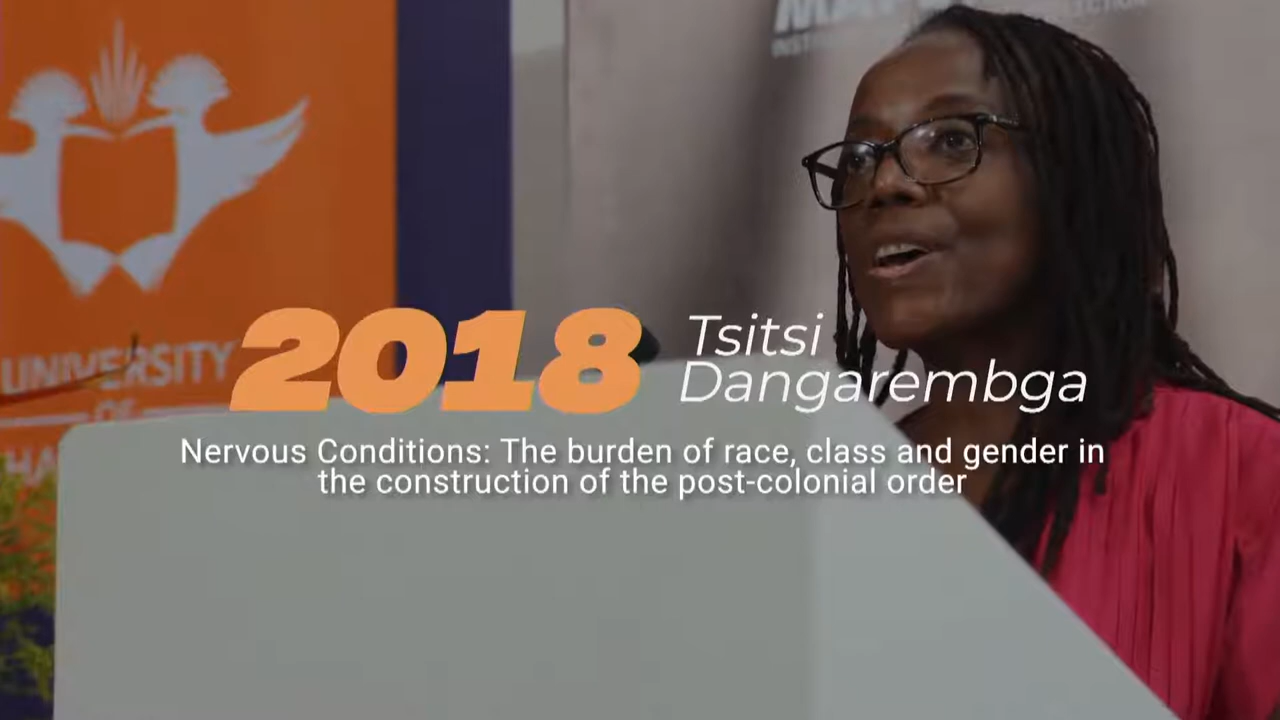 UNIVERSITY
OF
2018
Tsitsi
Dangarembga
Nervous Conditions: The burden of race, class and gender in
the construction of the post-colonial order